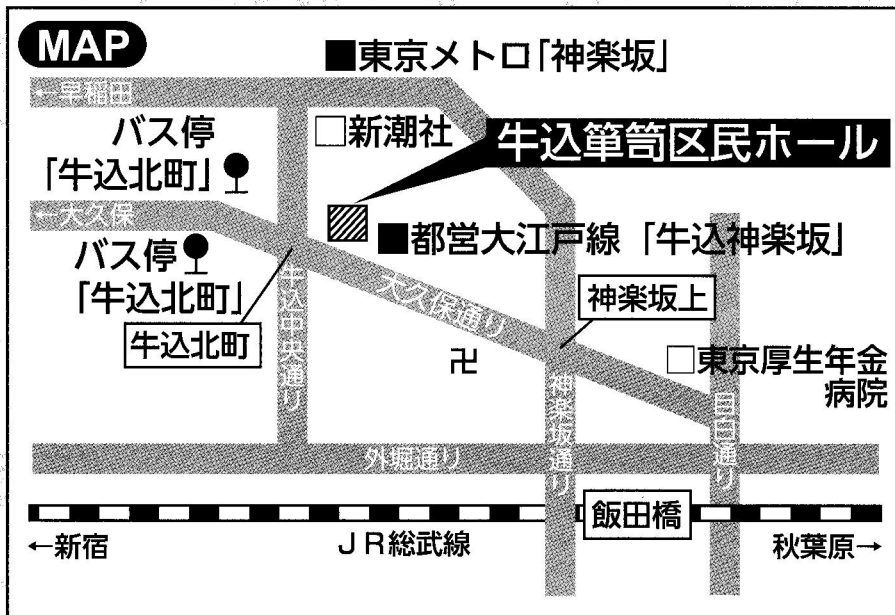 MAP
■東京メトロ「神楽坂」
←早稲田
バス停
「牛込北町」
□新潮社
牛込箪笥区民ホール
←大久保
■都営大江戸線「牛込神楽坂」
バス停
「牛込北町」
牛込北町
牛込中央通り
大久保通り
神楽坂上
卍
□東京厚生年金
病院
神楽坂通り
目白通り
外堀通り
飯田橋
←新宿
JR総武線
秋葉原→